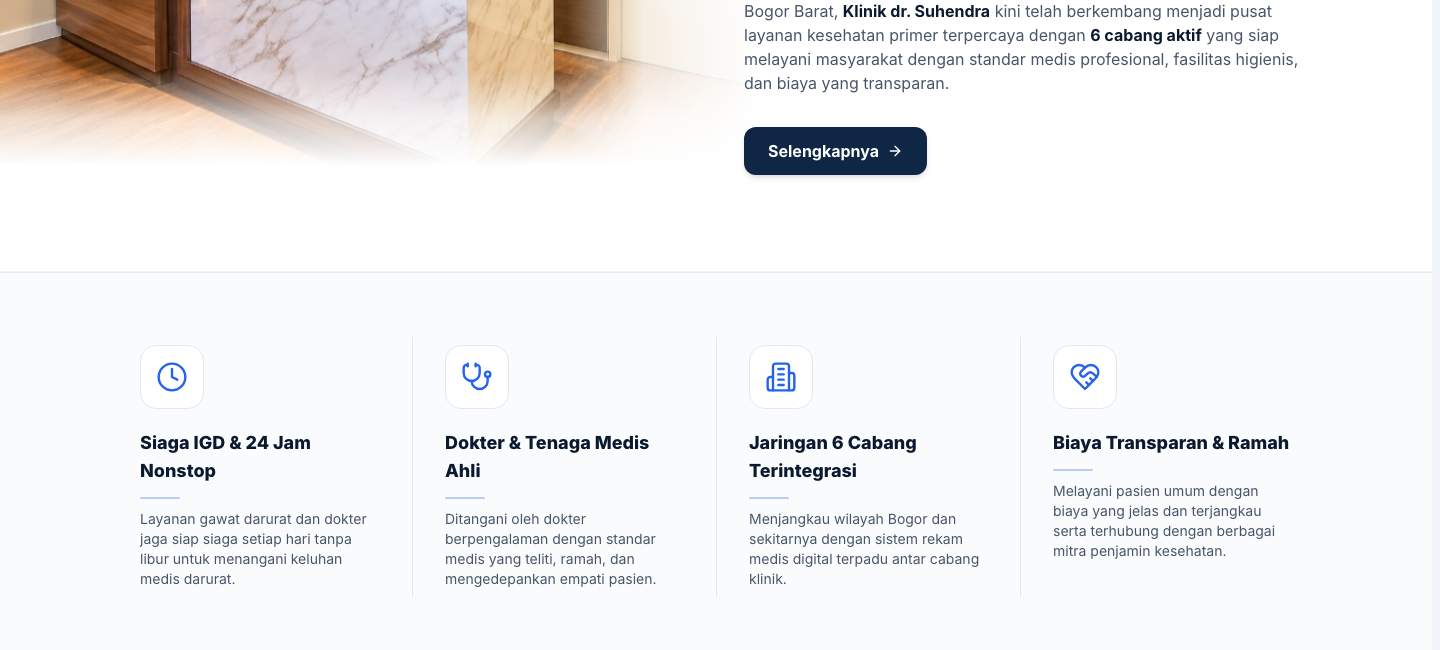 Bogor Barat, Klinik dr. Suhendra kini telah berkembang menjadi pusat
layanan kesehatan primer terpercaya dengan 6 cabang aktif yang siap
melayani masyarakat dengan standar medis profesional, fasilitas higienis,
dan biaya yang transparan.
Selengkapnya →
Siaga IGD & 24 Jam
Nonstop
Layanan gawat darurat dan dokter
jaga siap siaga setiap hari tanpa
libur untuk menangani keluhan
medis darurat.
Dokter & Tenaga Medis
Ahli
Ditangani oleh dokter
berpengalaman dengan standar
medis yang teliti, ramah, dan
mengedepankan empati pasien.
Jaringan 6 Cabang
Terintegrasi
Menjangkau wilayah Bogor dan
sekitarnya dengan sistem rekam
medis digital terpadu antar cabang
klinik.
Biaya Transparan & Ramah
Melayani pasien umum dengan
biaya yang jelas dan terjangkau
serta terhubung dengan berbagai
mitra penjamin kesehatan.